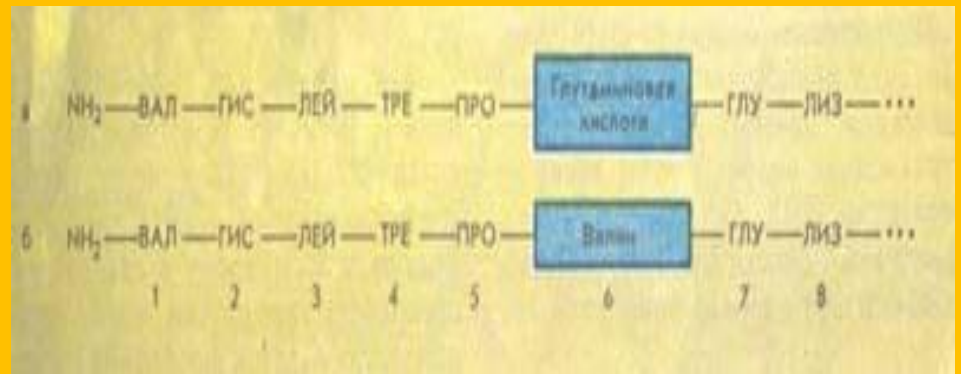 а NH₂—ВАЛ—ГИС—ЛЕЙ—ТРЕ—ПРО— Глутаминовая кислота —ГЛУ—ЛИЗ—•••
б NH₂—ВАЛ—ГИС—ЛЕЙ—ТРЕ—ПРО— Валин —ГЛУ—ЛИЗ—•••
1 2 3 4 5 6 7 8